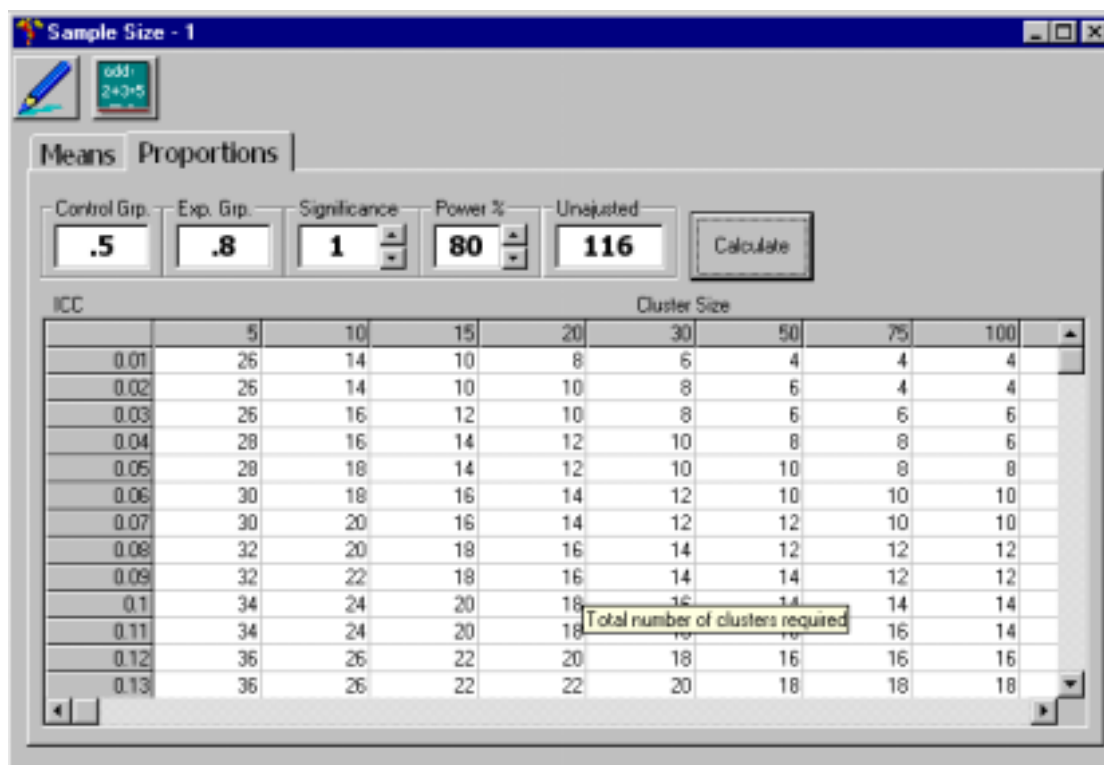 Sample Size - 1
add-
2+3=5
Means Proportions
Control Grp. Exp. Grp. Significance Power % Unajusted
.5 .8 1 80 116 Calculate
ICC Cluster Size
5 10 15 20 30 50 75 100
0.01 26 14 10 8 6 4 4 4
0.02 26 14 10 10 8 6 4 4
0.03 26 16 12 10 8 6 6 6
0.04 28 16 14 12 10 8 8 6
0.05 28 18 14 12 10 10 8 8
0.06 30 18 16 14 12 10 10 10
0.07 30 20 16 14 12 12 10 10
0.08 32 20 18 16 14 12 12 12
0.09 32 22 18 16 14 14 12 12
0.1 34 24 20 18 16 14 14 14
Total number of clusters required
0.11 34 24 20 18 16 14
0.12 36 26 22 20 18 16 16 16
0.13 36 26 22 22 20 18 18 18